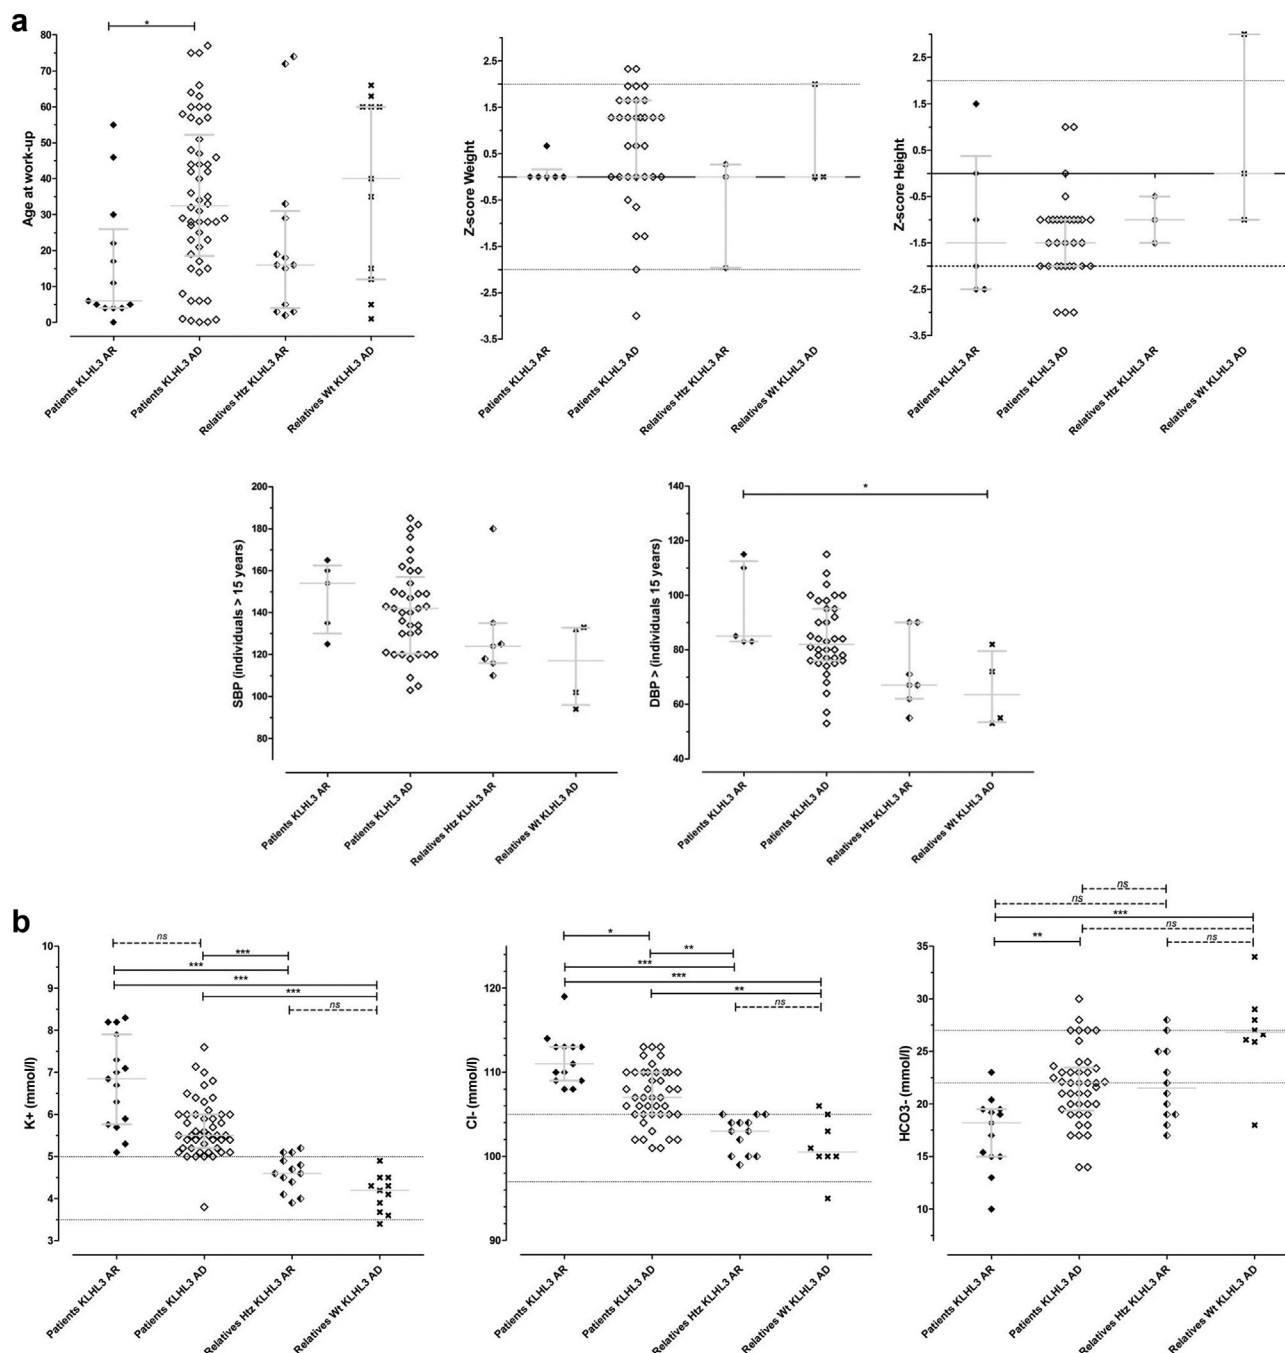 a
*
80
70
60
50
40
30
20
10
0
Age at work-up
Patients KLHL3 AR
Patients KLHL3 AD
Relatives Htz KLHL3 AR
Relatives Wt KLHL3 AD
2.5
1.5
0.5
-0.5
-1.5
-2.5
-3.5
Z-score Weight
Patients KLHL3 AR
Patients KLHL3 AD
Relatives Htz KLHL3 AR
Relatives Wt KLHL3 AD
2.5
1.5
0.5
-0.5
-1.5
-2.5
-3.5
Z-score Height
Patients KLHL3 AR
Patients KLHL3 AD
Relatives Htz KLHL3 AR
Relatives Wt KLHL3 AD
200
180
160
140
120
100
80
SBP (individuals > 15 years)
Patients KLHL3 AR
Patients KLHL3 AD
Relatives Htz KLHL3 AR
Relatives Wt KLHL3 AD
*
140
120
100
80
60
40
DBP > (individuals 15 years)
Patients KLHL3 AR
Patients KLHL3 AD
Relatives Htz KLHL3 AR
Relatives Wt KLHL3 AD
b
ns
***
***
***
***
ns
10
9
8
7
6
5
4
3
K+ (mmol/l)
Patients KLHL3 AR
Patients KLHL3 AD
Relatives Htz KLHL3 AR
Relatives Wt KLHL3 AD
*
**
***
***
**
ns
120
110
100
90
Cl- (mmol/l)
Patients KLHL3 AR
Patients KLHL3 AD
Relatives Htz KLHL3 AR
Relatives Wt KLHL3 AD
ns
ns
***
ns
**
ns
35
30
25
20
15
10
HCO3- (mmol/l)
Patients KLHL3 AR
Patients KLHL3 AD
Relatives Htz KLHL3 AR
Relatives Wt KLHL3 AD